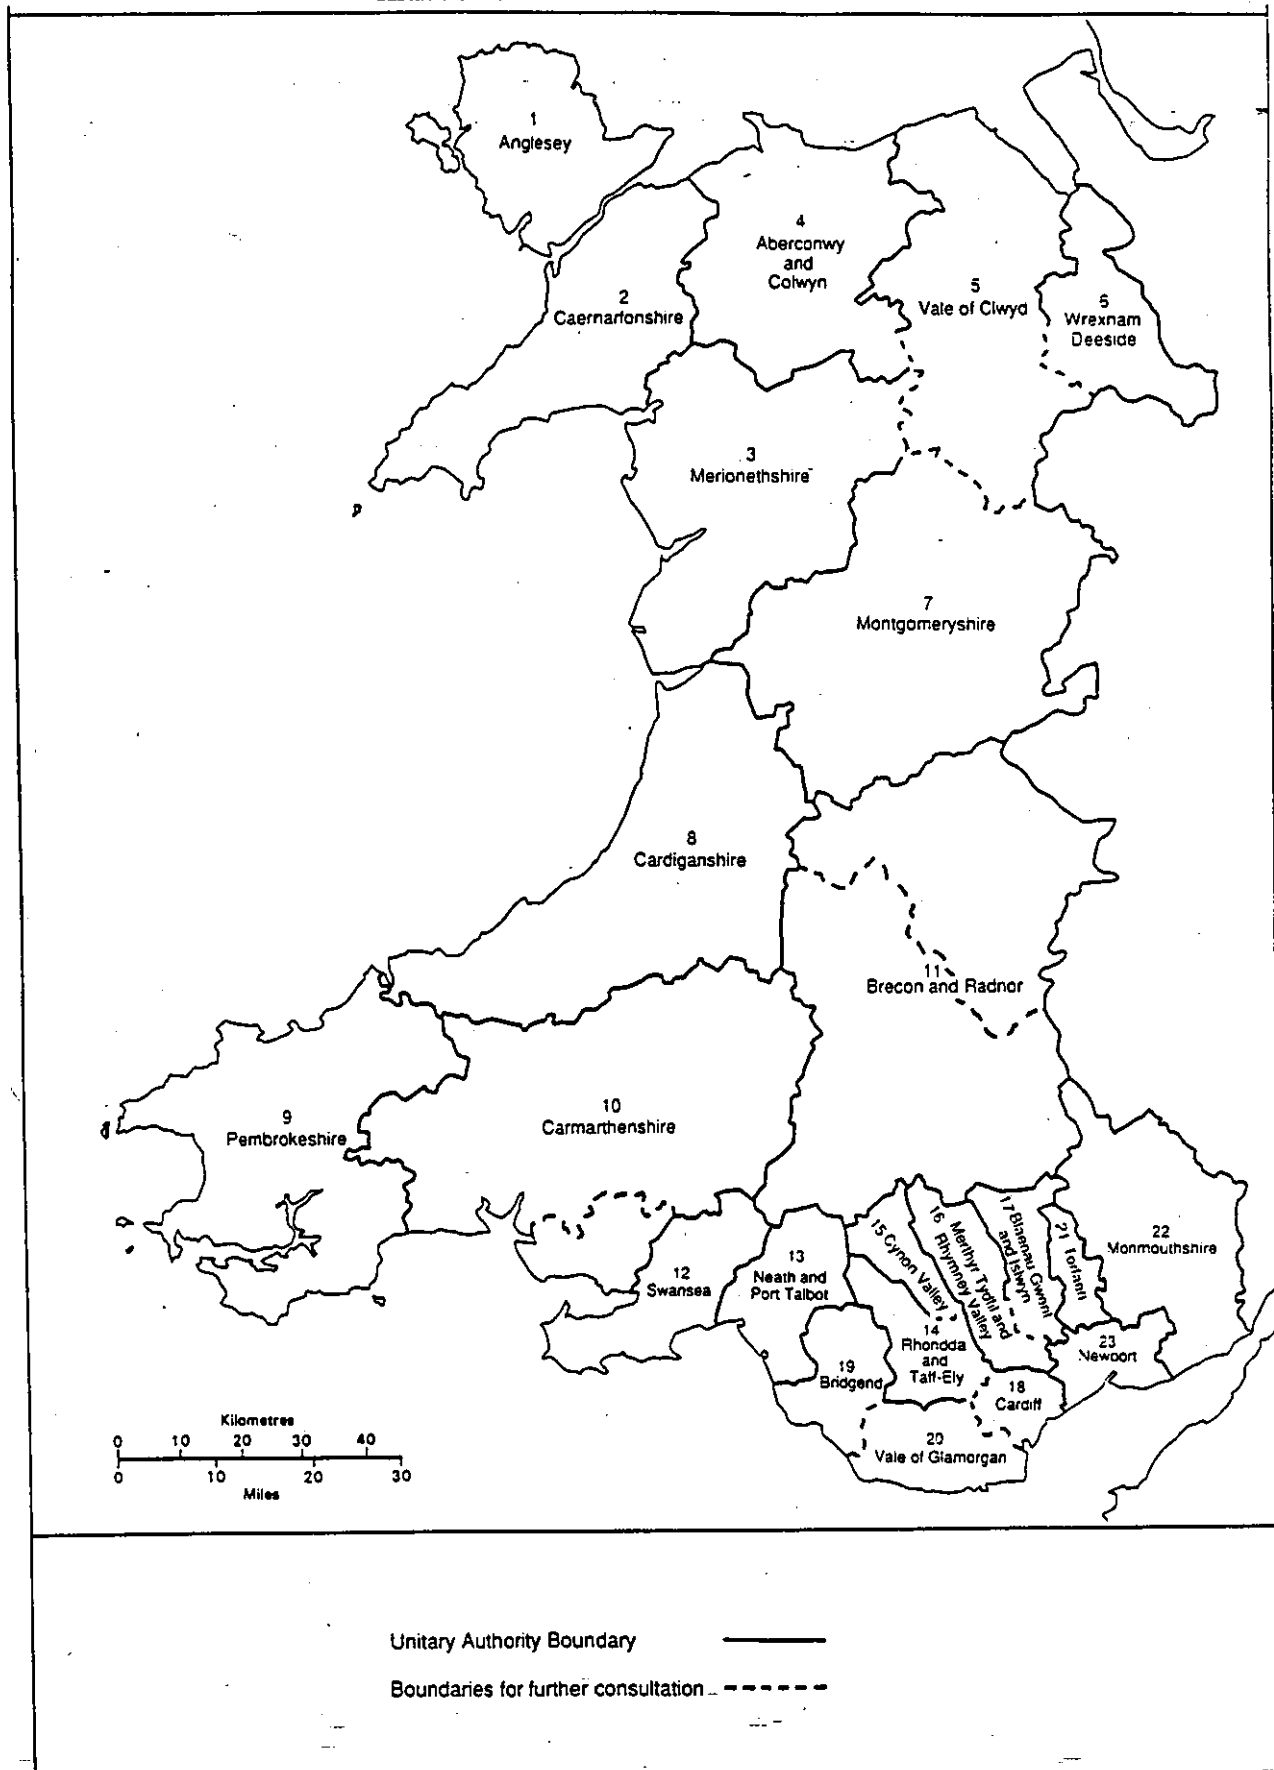 1
Anglesey
4
Aberconwy
and
Colwyn
2
Caernarfonshire
5
Vale of Clwyd
6
Wrexham
Deeside
3
Merionethshire
7
Montgomeryshire
8
Cardiganshire
11
Brecon and Radnor
10
Carmarthenshire
9
Pembrokeshire
12
Swansea
13
Neath and
Port Talbot
15 Cynon Valley
16 Merthyr Tydfil and
Rhymney Valley
17 Blaenau Gwent
and Islwyn
21 Torfaen
22
Monmouthshire
14
Rhondda
and
Taff-Ely
23
Newport
19
Bridgend
18
Cardiff
20
Vale of Glamorgan
Kilometres
0 10 20 30 40
0 10 20 30
Miles
Unitary Authority Boundary
Boundaries for further consultation